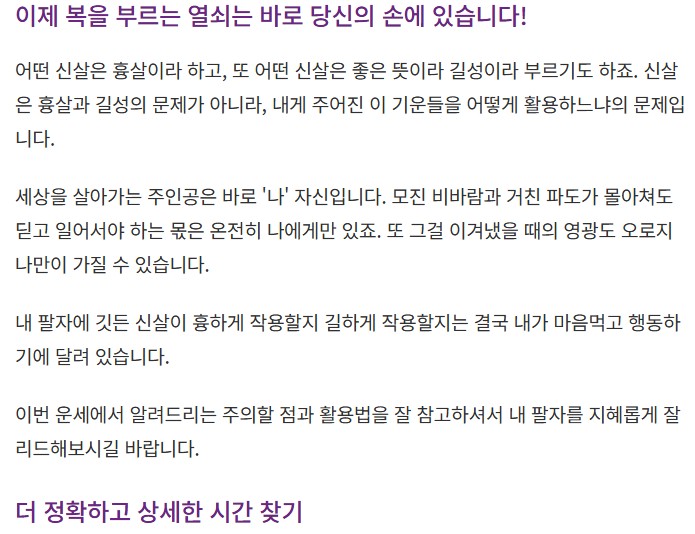 이제 복을 부르는 열쇠는 바로 당신의 손에 있습니다!
어떤 신살은 흉살이라 하고, 또 어떤 신살은 좋은 뜻이라 길성이라 부르기도 하죠. 신살
은 흉살과 길성의 문제가 아니라, 내게 주어진 이 기운들을 어떻게 활용하느냐의 문제입
니다.
세상을 살아가는 주인공은 바로 '나' 자신입니다. 모진 비바람과 거친 파도가 몰아쳐도
딛고 일어서야 하는 몫은 온전히 나에게만 있죠. 또 그걸 이겨냈을 때의 영광도 오로지
나만이 가질 수 있습니다.
내 팔자에 깃든 신살이 흉하게 작용할지 길하게 작용할지는 결국 내가 마음먹고 행동하
기에 달려 있습니다.
이번 운세에서 알려드리는 주의할 점과 활용법을 잘 참고하셔서 내 팔자를 지혜롭게 잘
리드해보시길 바랍니다.
더 정확하고 상세한 시간 찾기